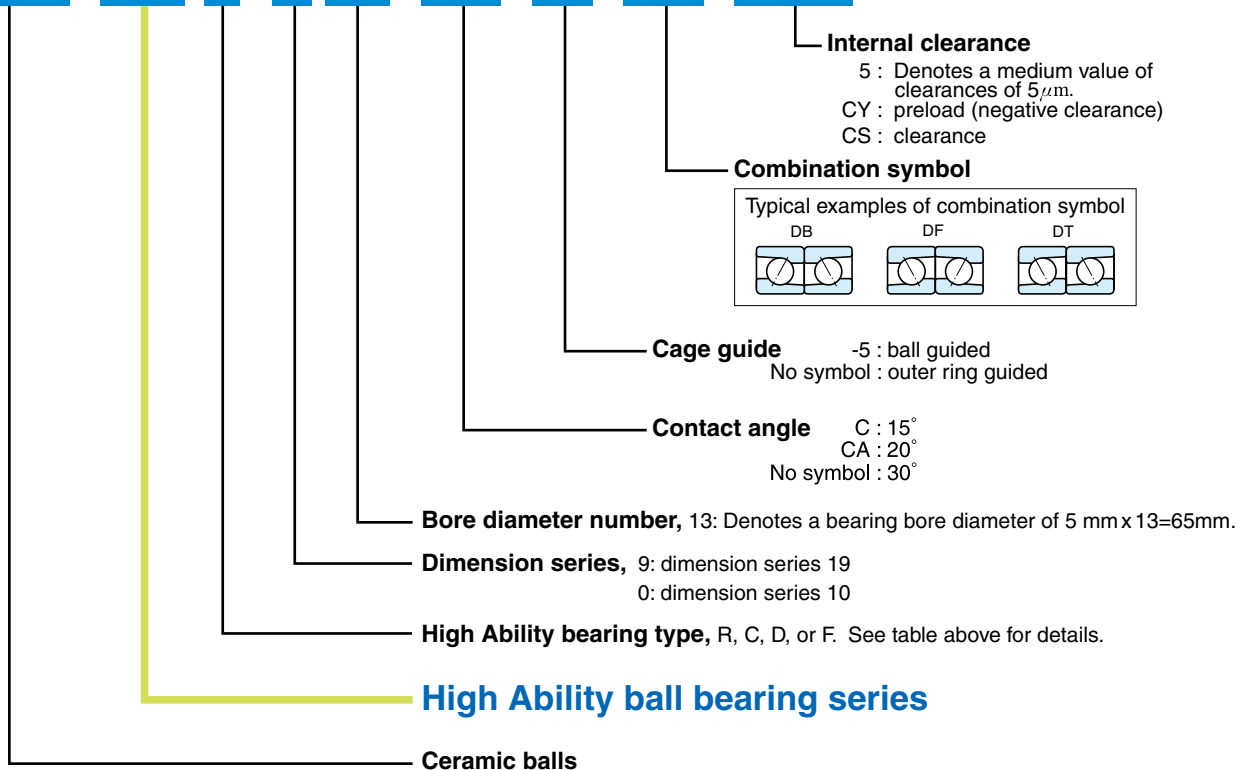 Internal clearance
5 : Denotes a medium value of
clearances of 5μm.
CY : preload (negative clearance)
CS : clearance
Combination symbol
Typical examples of combination symbol
DB DF DT
Cage guide -5 : ball guided
No symbol : outer ring guided
Contact angle C : 15°
CA : 20°
No symbol : 30°
Bore diameter number, 13: Denotes a bearing bore diameter of 5 mm x 13=65mm.
Dimension series, 9: dimension series 19
0: dimension series 10
High Ability bearing type, R, C, D, or F. See table above for details.
High Ability ball bearing series
Ceramic balls